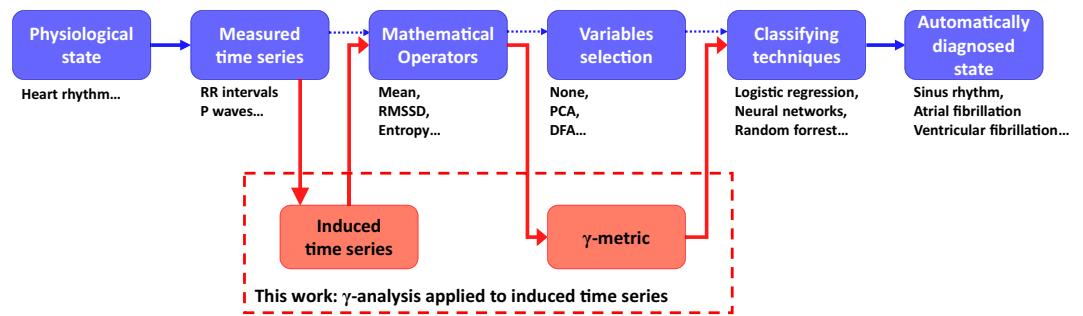 Physiological
state
Measured
time series
Mathematical
Operators
Variables
selection
Classifying
techniques
Automatically
diagnosed
state
Heart rhythm...
RR intervals
P waves...
Mean,
RMSSD,
Entropy...
None,
PCA,
DFA...
Logistic regression,
Neural networks,
Random forrest...
Sinus rhythm,
Atrial fibrillation
Ventricular fibrillation...
Induced
time series
γ-metric
This work: γ-analysis applied to induced time series